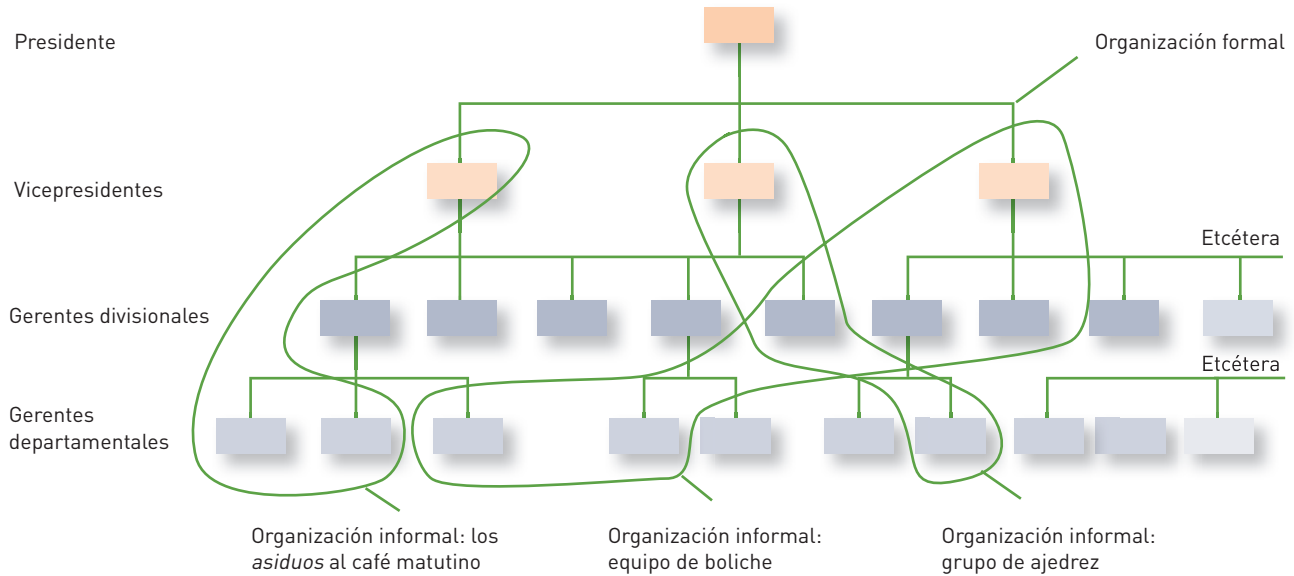 Presidente
Organización formal
Vicepresidentes
Etcétera
Gerentes divisionales
Etcétera
Gerentes
departamentales
Organización informal: los
asiduos al café matutino
Organización informal:
equipo de boliche
Organización informal:
grupo de ajedrez